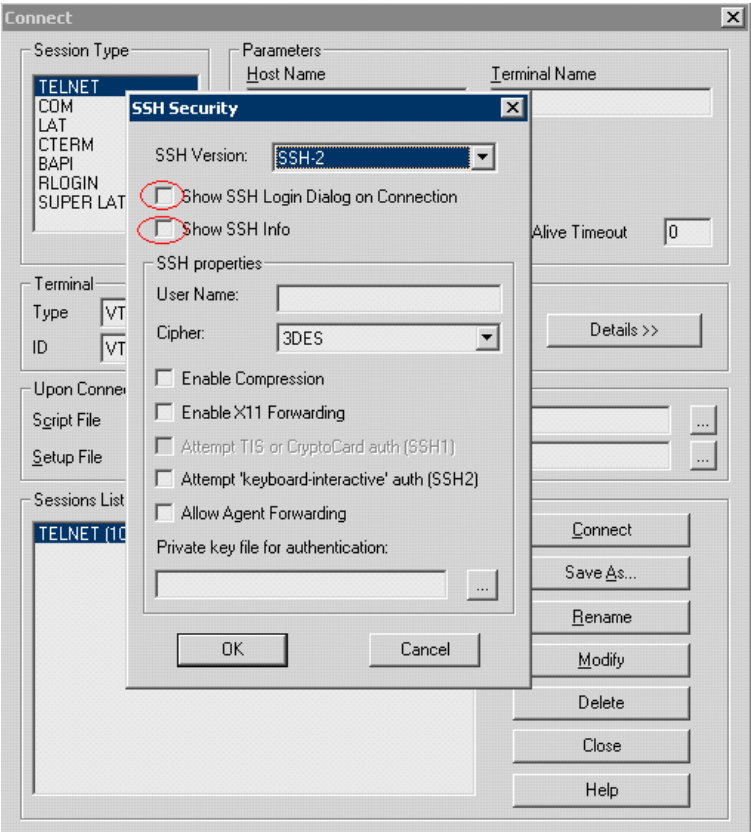 Connect
Session Type
Parameters
Host Name
Terminal Name
TELNET
COM
LAT
CTERM
BAPI
RLOGIN
SUPER LAT
Alive Timeout
0
SSH Security
SSH Version:
SSH-2
Show SSH Login Dialog on Connection
Show SSH Info
SSH properties
User Name:
Cipher:
3DES
Enable Compression
Enable X11 Forwarding
Attempt TIS or CryptoCard auth (SSH1)
Attempt 'keyboard-interactive' auth (SSH2)
Allow Agent Forwarding
Private key file for authentication:
...
OK
Cancel
Terminal
Type
VT
ID
VT
Details >>
Upon Conne
Script File
...
Setup File
...
Sessions List
TELNET (10
Connect
Save As...
Rename
Modify
Delete
Close
Help